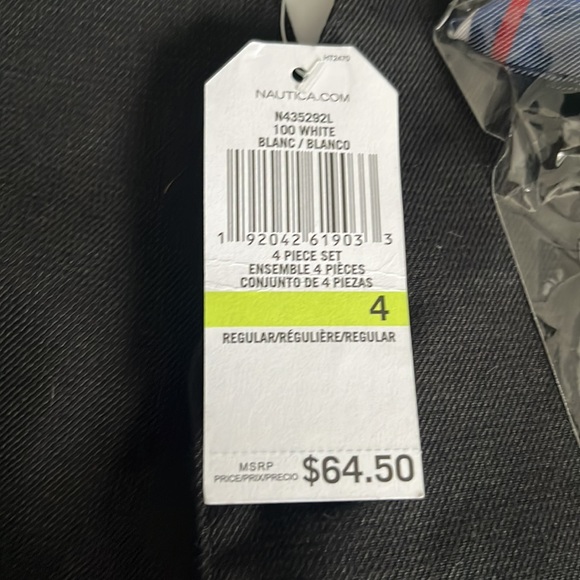 HT2470
NAUTICA.COM
N435292L
100 WHITE
BLANC / BLANCO
1 92042 61903 3
4 PIECE SET
ENSEMBLE 4 PIÈCES
CONJUNTO DE 4 PIEZAS
4
REGULAR/RÉGULIÈRE/REGULAR
MSRP
PRICE/PRIX/PRECIO $64.50